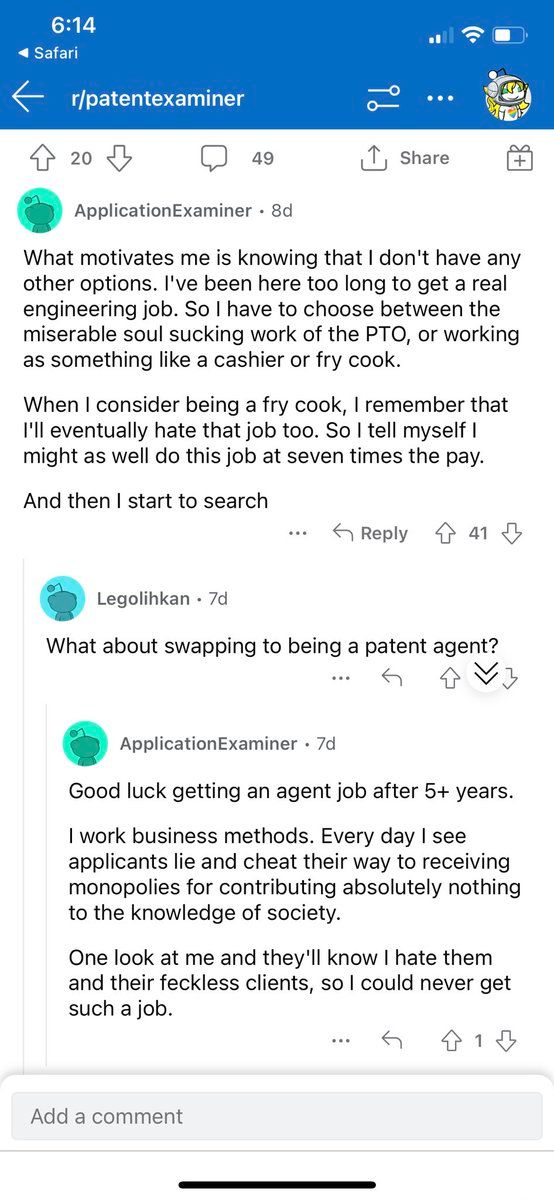 6:14
◀ Safari
r/patentexaminer
20
49
Share
ApplicationExaminer • 8d
What motivates me is knowing that I don't have any
other options. I've been here too long to get a real
engineering job. So I have to choose between the
miserable soul sucking work of the PTO, or working
as something like a cashier or fry cook.
When I consider being a fry cook, I remember that
I'll eventually hate that job too. So I tell myself I
might as well do this job at seven times the pay.
And then I start to search
Reply
41
Legolihkan • 7d
What about swapping to being a patent agent?
ApplicationExaminer • 7d
Good luck getting an agent job after 5+ years.
I work business methods. Every day I see
applicants lie and cheat their way to receiving
monopolies for contributing absolutely nothing
to the knowledge of society.
One look at me and they'll know I hate them
and their feckless clients, so I could never get
such a job.
1
Add a comment